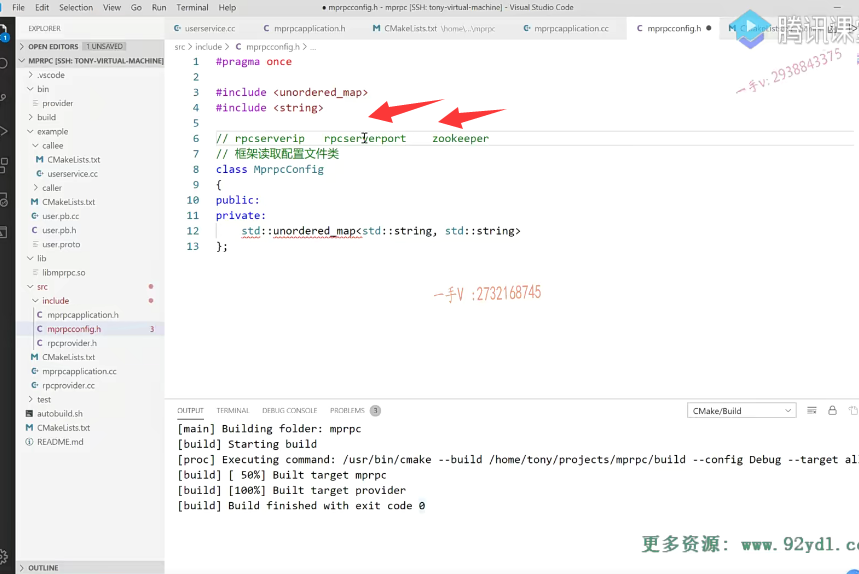 File Edit Selection View Go Run Terminal Help
● mprpcconfig.h - mprpc [SSH: tony-virtual-machine] - Visual Studio Code
EXPLORER
userservice.cc
mprpcapplication.h
CMakeLists.txt \home\...\mprpc
mprpcapplication.cc
mprpcconfig.h ●
腾讯课
一手v: 2938843375
OPEN EDITORS 1 UNSAVED
MPRPC [SSH: TONY-VIRTUAL-MACHINE]
.vscode
bin
provider
build
example
callee
CMakeLists.txt
userservice.cc
caller
CMakeLists.txt
user.pb.cc
user.pb.h
user.proto
lib
libmprpc.so
src
include
mprpcapplication.h
mprpcconfig.h 3
rpcprovider.h
CMakeLists.txt
mprpcapplication.cc
rpcprovider.cc
test
autobuild.sh
CMakeLists.txt
README.md
OUTLINE
src > include > C mprpcconfig.h > ...
1 #pragma once
2
3 #include <unordered_map>
4 #include <string>
5
6 // rpcserverip rpcserverport zookeeper
7 // 框架读取配置文件类
8 class MprpcConfig
9 {
10 public:
11 private:
12 std::unordered_map<std::string, std::string>
13 };
一手V :2732168745
OUTPUT TERMINAL DEBUG CONSOLE PROBLEMS 3
CMake/Build
[main] Building folder: mprpc
[build] Starting build
[proc] Executing command: /usr/bin/cmake --build /home/tony/projects/mprpc/build --config Debug --target al
[build] [ 50%] Built target mprpc
[build] [100%] Built target provider
[build] Build finished with exit code 0
更多资源: www.92yd1.co